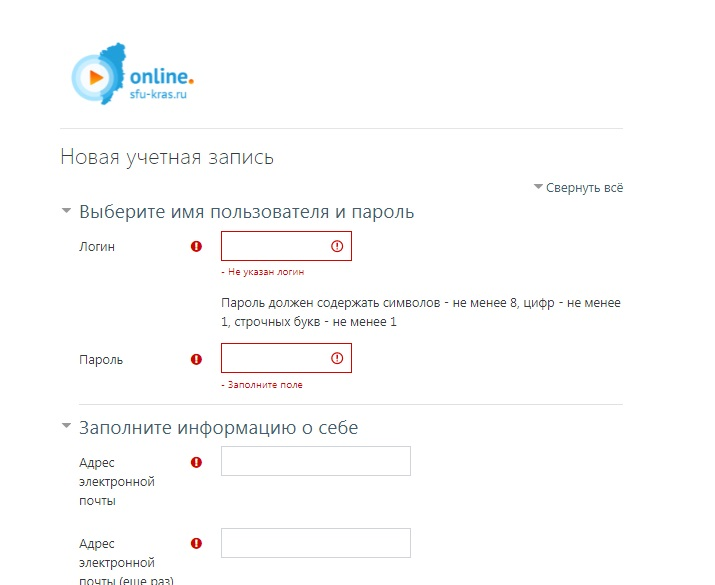 online.
sfu-kras.ru
Новая учетная запись
Свернуть всё
Выберите имя пользователя и пароль
Логин
- Не указан логин
Пароль должен содержать символов - не менее 8, цифр - не менее
1, строчных букв - не менее 1
Пароль
- Заполните поле
Заполните информацию о себе
Адрес
электронной
почты
Адрес
электронной
почты (еще раз)